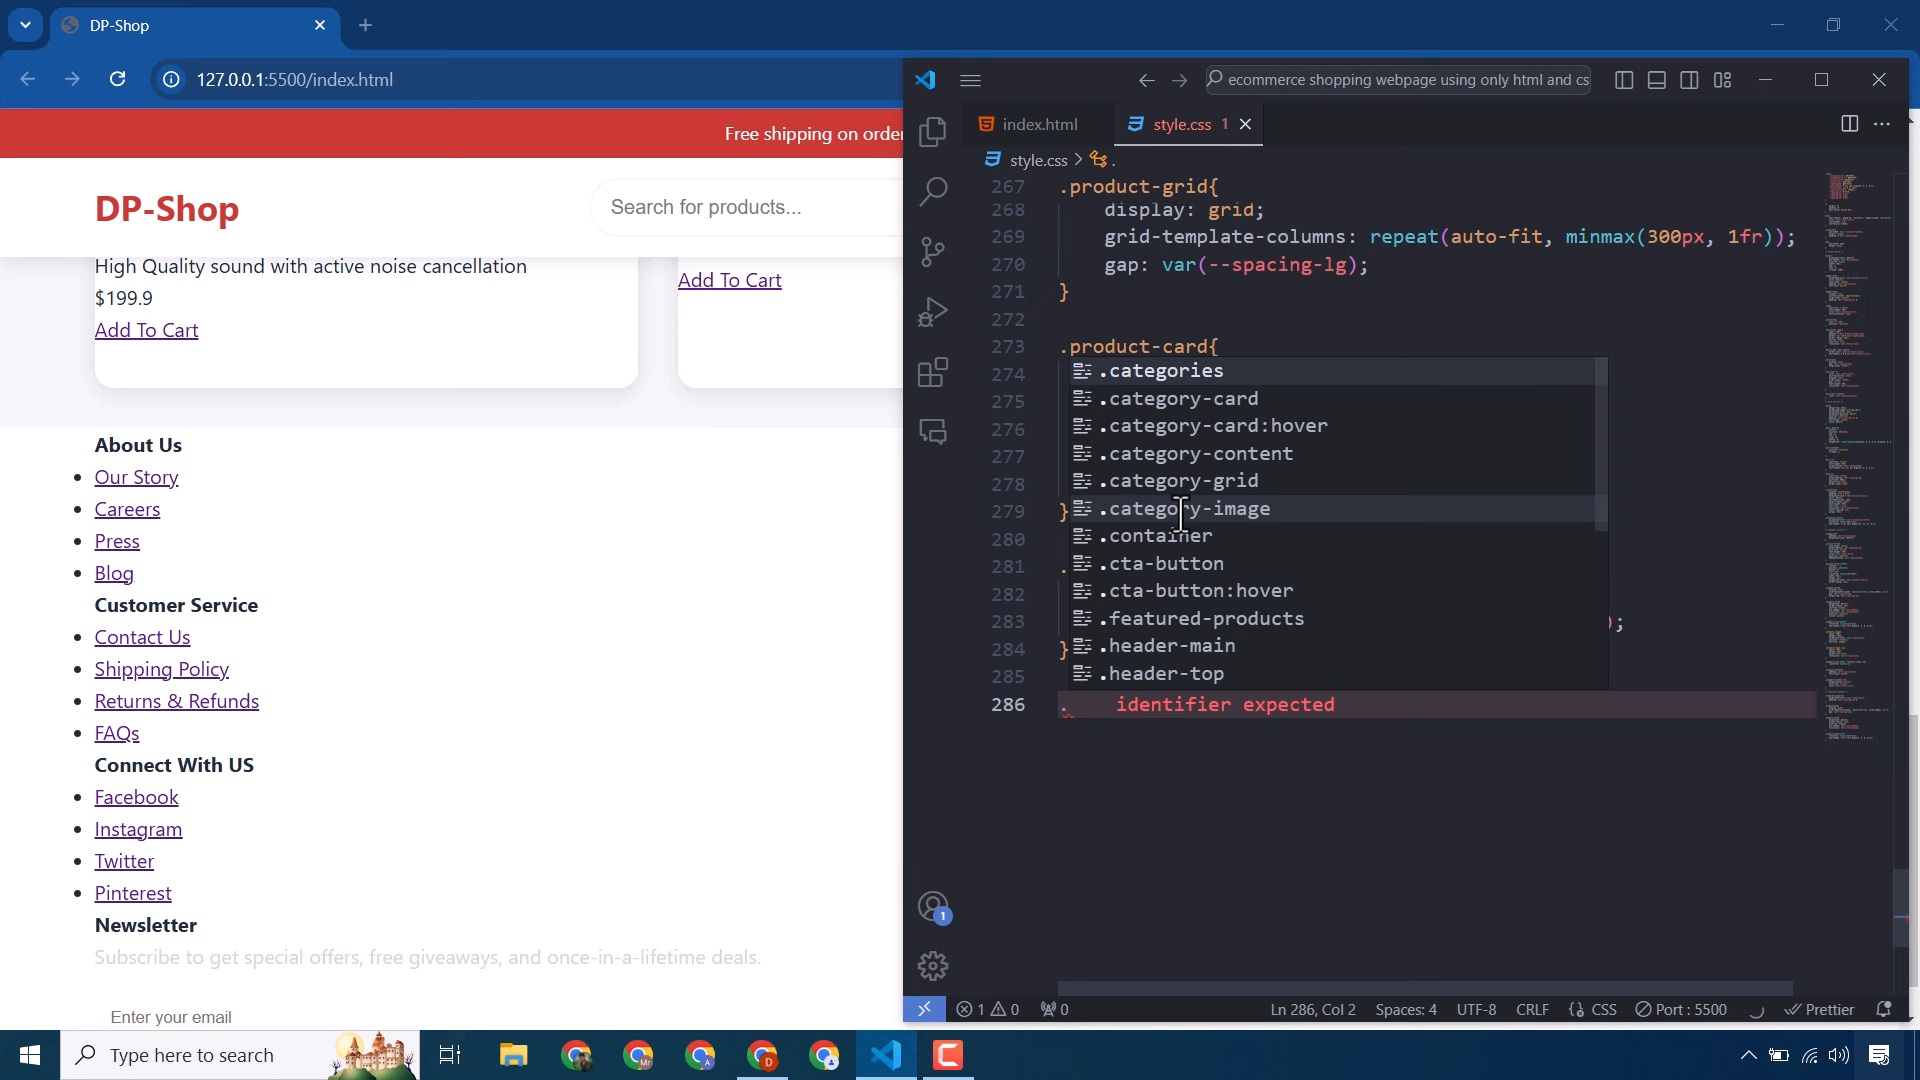 DP-Shop
127.0.0.1:5500/index.html
Free shipping on order
DP-Shop
Search for products...
High Quality sound with active noise cancellation
$199.9
Add To Cart
Add To Cart
About Us
Our Story
Careers
Press
Blog
Customer Service
Contact Us
Shipping Policy
Returns & Refunds
FAQs
Connect With US
Facebook
Instagram
Twitter
Pinterest
Newsletter
Subscribe to get special offers, free giveaways, and once-in-a-lifetime deals.
Enter your email
ecommerce shopping webpage using only html and cs
index.html
style.css 1
style.css > .
267 .product-grid{
268 display: grid;
269 grid-template-columns: repeat(auto-fit, minmax(300px, 1fr));
270 gap: var(--spacing-lg);
271 }
272
273 .product-card{
274 .categories
275 .category-card
276 .category-card:hover
277 .category-content
278 .category-grid
279 } .category-image
280 .container
281 . .cta-button
282 .cta-button:hover
283 .featured-products );
284 } .header-main
285 .header-top
286 . identifier expected
1
1 0
0
Ln 286, Col 2
Spaces: 4
UTF-8
CRLF
{} CSS
Port : 5500
Prettier
Type here to search